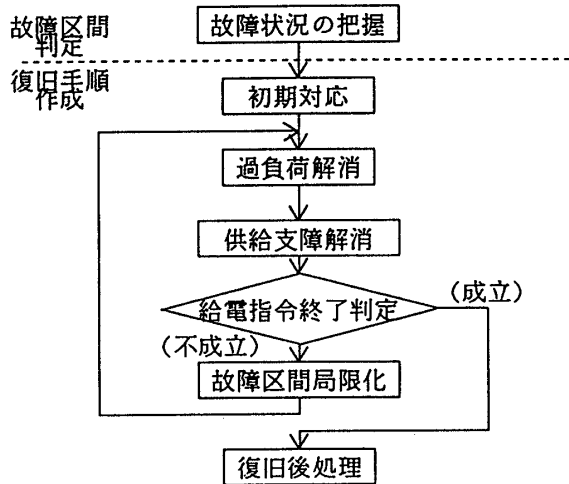 故障区間
判定
故障状況の把握
復旧手順
作成
初期対応
過負荷解消
供給支障解消
給電指令終了判定
（成立）
（不成立）
故障区間局限化
復旧後処理